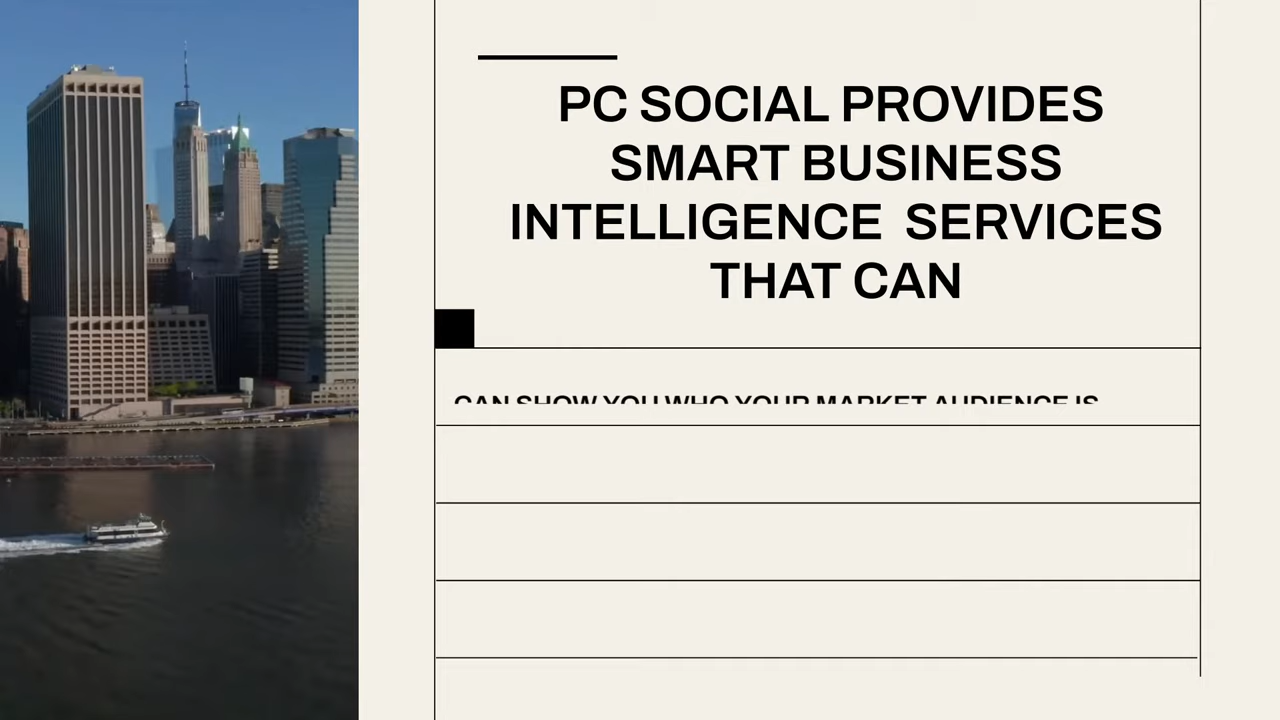 PC SOCIAL PROVIDES
SMART BUSINESS
INTELLIGENCE  SERVICES
THAT CAN
CAN SHOW YOU WHO YOUR MARKET AUDIENCE IS